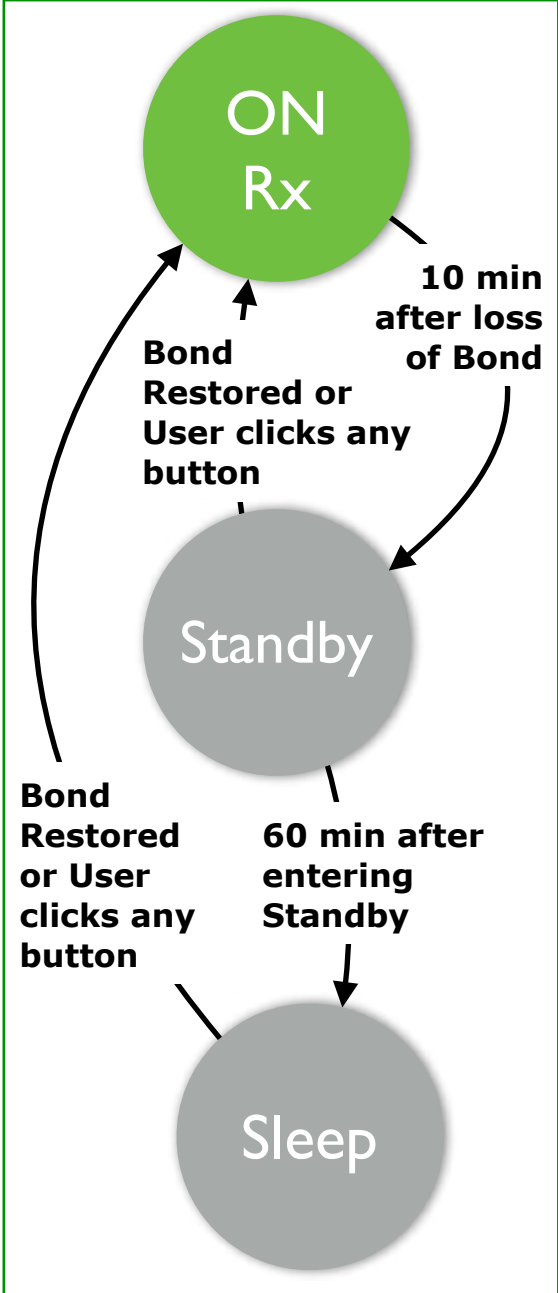 ON
Rx
10 min
after loss
of Bond
Bond
Restored or
User clicks any
button
Standby
Bond
Restored
or User
clicks any
button
60 min after
entering
Standby
Sleep